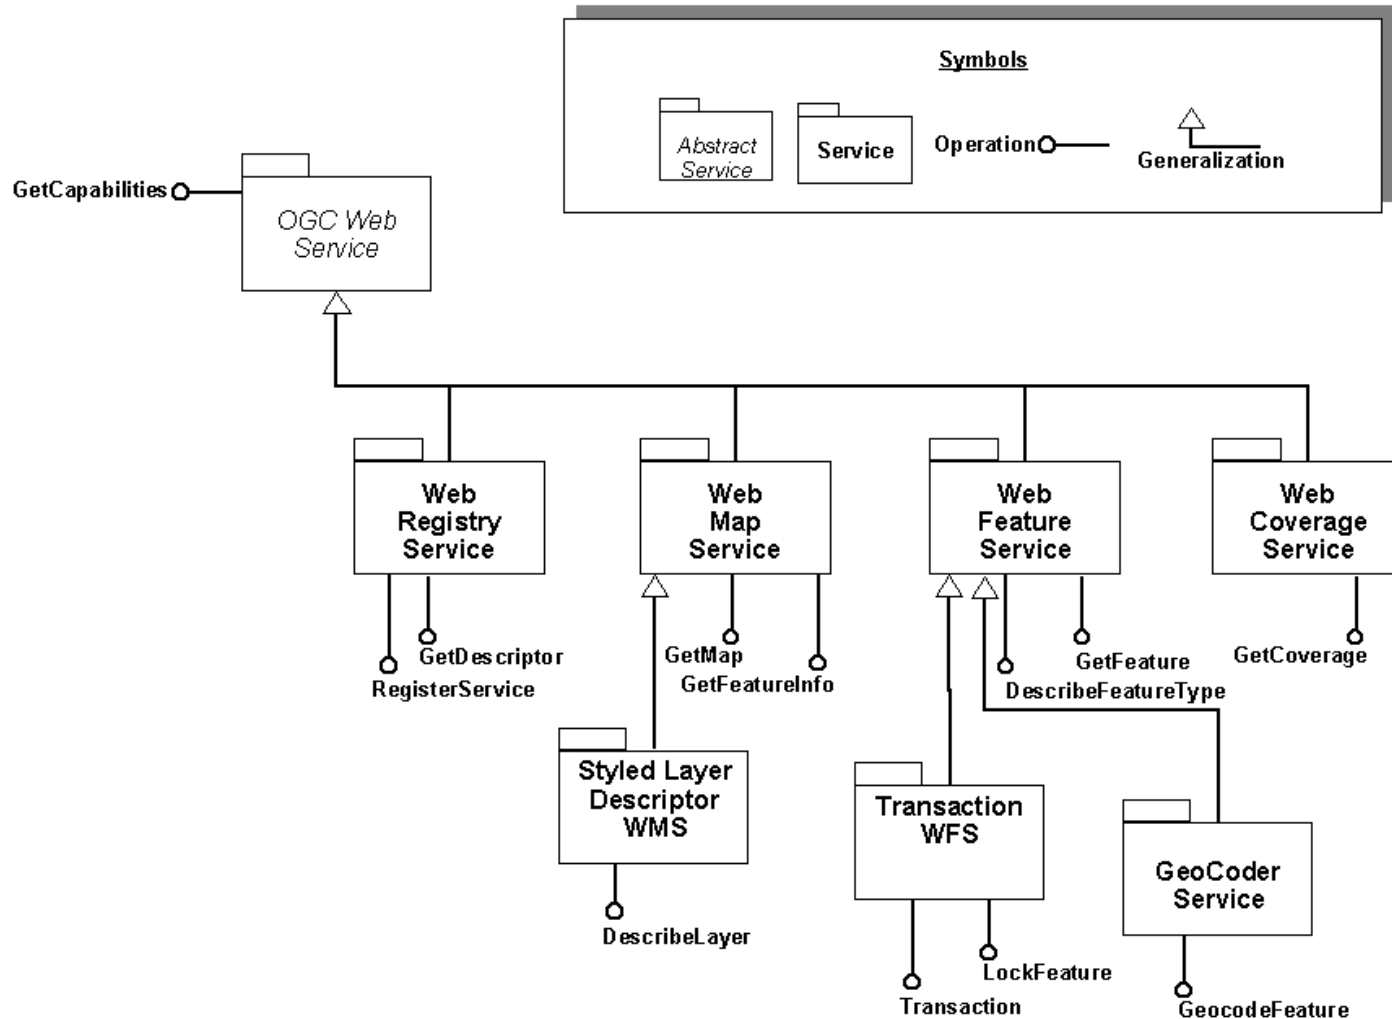 Symbols
Abstract
Service
Service
Operation
Generalization
GetCapabilities
OGC Web
Service
Web
Registry
Service
Web
Map
Service
Web
Feature
Service
Web
Coverage
Service
GetDescriptor
RegisterService
GetMap
GetFeatureInfo
GetFeature
DescribeFeatureType
GetCoverage
Styled Layer
Descriptor
WMS
Transaction
WFS
GeoCoder
Service
DescribeLayer
LockFeature
Transaction
GeocodeFeature